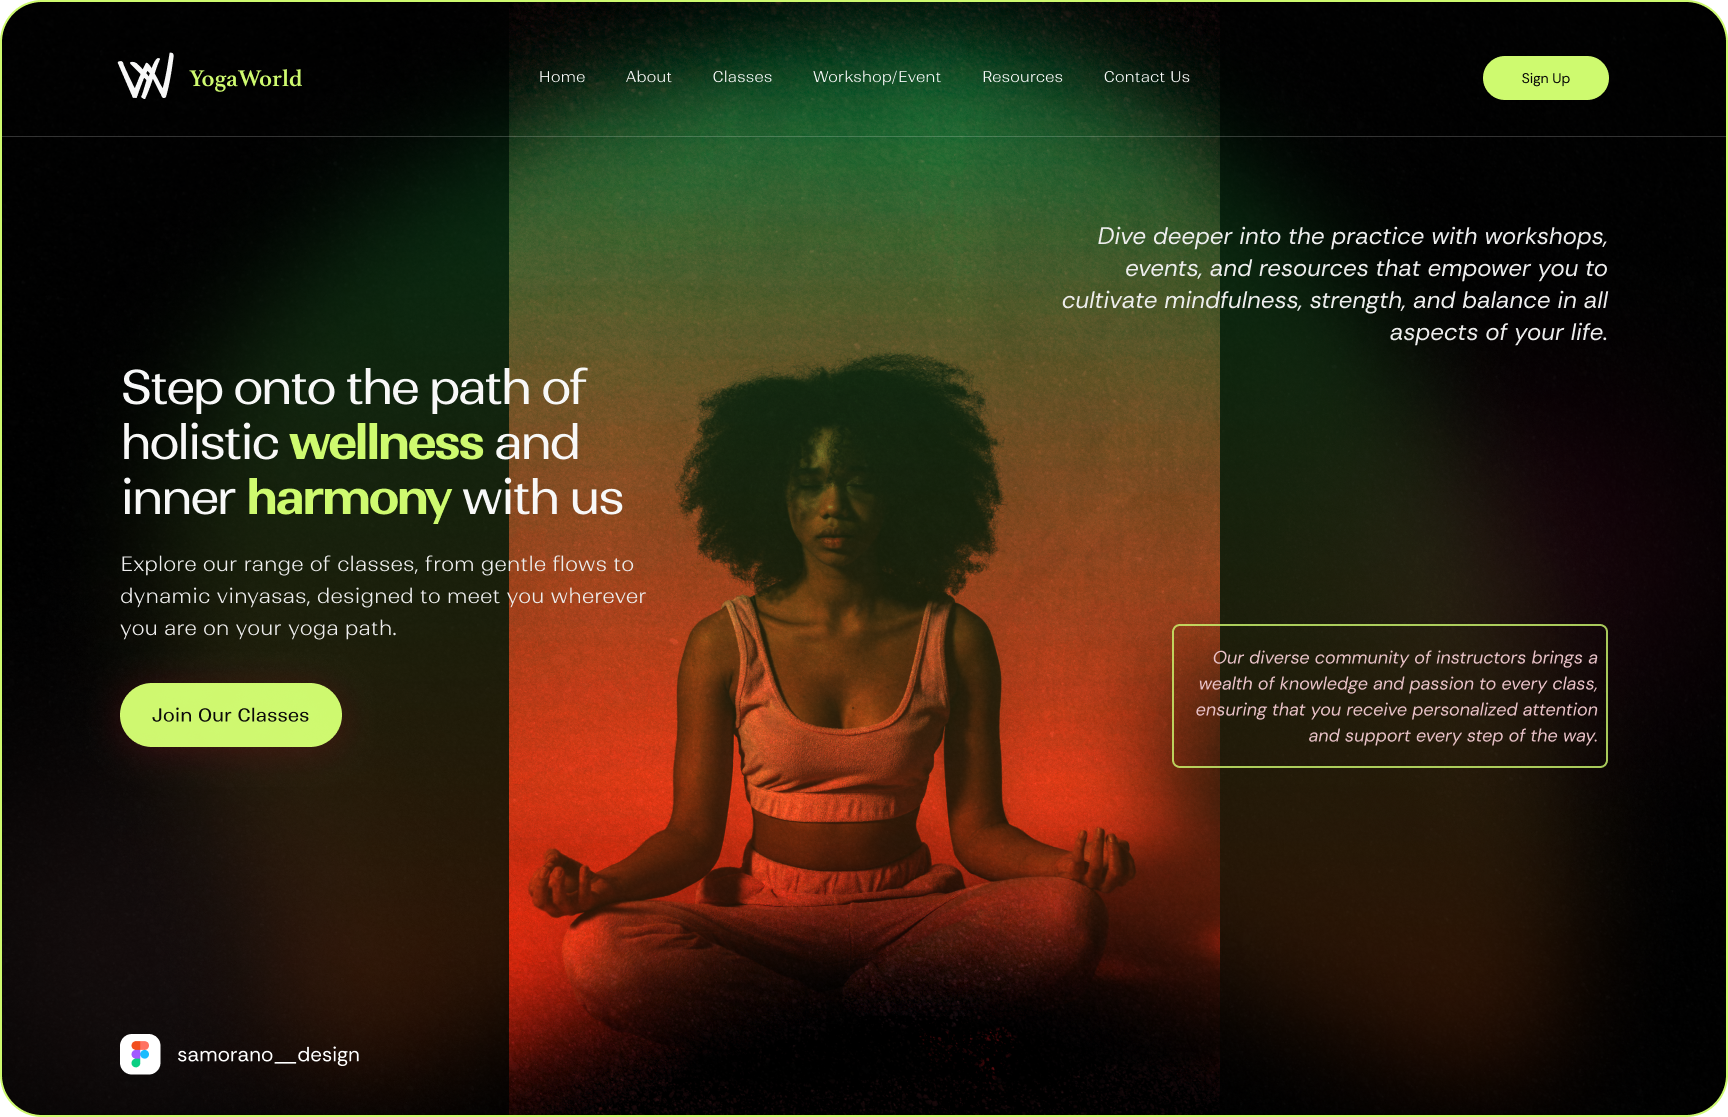 YogaWorld
Home
About
Classes
Workshop/Event
Resources
Contact Us
Sign Up
Dive deeper into the practice with workshops,
events, and resources that empower you to
cultivate mindfulness, strength, and balance in all
aspects of your life.
Step onto the path of
holistic wellness and
inner harmony with us
Explore our range of classes, from gentle flows to
dynamic vinyasas, designed to meet you wherever
you are on your yoga path.
Join Our Classes
Our diverse community of instructors brings a
wealth of knowledge and passion to every class,
ensuring that you receive personalized attention
and support every step of the way.
samorano__design